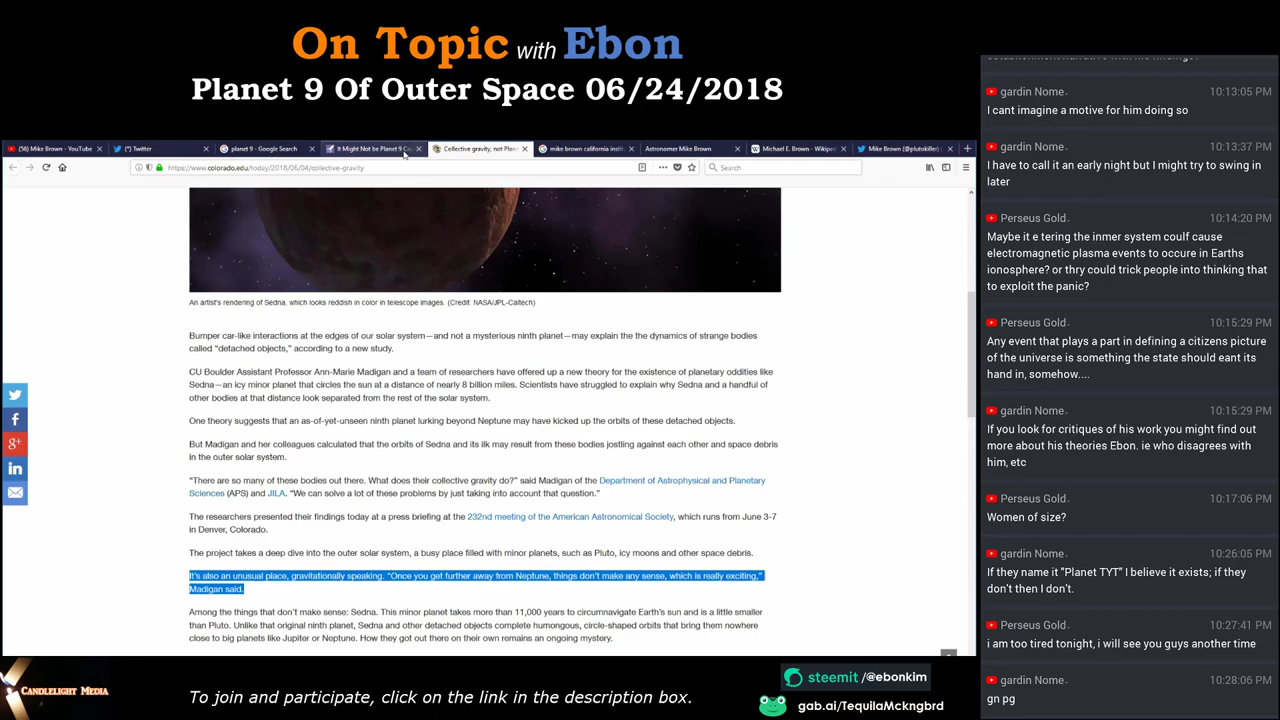 On Topic with Ebon
Planet 9 Of Outer Space 06/24/2018
(56) Mike Brown - YouTube
(*) Twitter
planet 9 - Google Search
It Might Not be Planet 9 Ca
Collective gravity, not Plane
mike brown california instit
Astronomer Mike Brown
Michael E. Brown - Wikiped
Mike Brown (@plutokiller) |
https://www.colorado.edu/today/2018/06/04/collective-gravity
Search
An artist's rendering of Sedna, which looks reddish in color in telescope images. (Credit: NASA/JPL-Caltech)
Bumper car-like interactions at the edges of our solar system—and not a mysterious ninth planet—may explain the the dynamics of strange bodies
called "detached objects," according to a new study.
CU Boulder Assistant Professor Ann-Marie Madigan and a team of researchers have offered up a new theory for the existence of planetary oddities like
Sedna—an icy minor planet that circles the sun at a distance of nearly 8 billion miles. Scientists have struggled to explain why Sedna and a handful of
other bodies at that distance look separated from the rest of the solar system.
One theory suggests that an as-of-yet-unseen ninth planet lurking beyond Neptune may have kicked up the orbits of these detached objects.
But Madigan and her colleagues calculated that the orbits of Sedna and its ilk may result from these bodies jostling against each other and space debris
in the outer solar system.
"There are so many of these bodies out there. What does their collective gravity do?" said Madigan of the Department of Astrophysical and Planetary
Sciences (APS) and JILA. "We can solve a lot of these problems by just taking into account that question."
The researchers presented their findings today at a press briefing at the 232nd meeting of the American Astronomical Society, which runs from June 3-7
in Denver, Colorado.
The project takes a deep dive into the outer solar system, a busy place filled with minor planets, such as Pluto, icy moons and other space debris.
It's also an unusual place, gravitationally speaking. "Once you get further away from Neptune, things don't make any sense, which is really exciting,"
Madigan said.
Among the things that don't make sense: Sedna. This minor planet takes more than 11,000 years to circumnavigate Earth's sun and is a little smaller
than Pluto. Unlike that original ninth planet, Sedna and other detached objects complete humongous, circle-shaped orbits that bring them nowhere
close to big planets like Jupiter or Neptune. How they got out there on their own remains an ongoing mystery.
gardin Nome 10:13:05 PM
I cant imagine a motive for him doing so
gardin Nome 10:13:37 PM
I have to call it an early night but I might try to swing in
later
Perseus Gold 10:14:20 PM
Maybe it e tering the inmer system coulf cause
electromagnetic plasma events to occure in Earths
ionosphere? or thry could trick people into thinking that
to exploit the panic?
Perseus Gold 10:15:29 PM
Any event that plays a part in defining a citizens picture
of the universe is something the state should eant its
hand in, somehow....
gardin Nome 10:15:29 PM
If you look for critiques of his work you might find out
more about his theories Ebon. ie who disagrees with
him, etc
Perseus Gold 10:17:06 PM
Women of size?
gardin Nome 10:26:05 PM
If they name it "Planet TYT" I believe it exists; if they
don't then I don't.
Perseus Gold 10:27:41 PM
i am too tired tonight, i will see you guys another time
gardin Nome 10:28:06 PM
gn pg
Candlelight Media
To join and participate, click on the link in the description box.
steemit /@ebonkim
gab.ai/TequilaMckngbrd